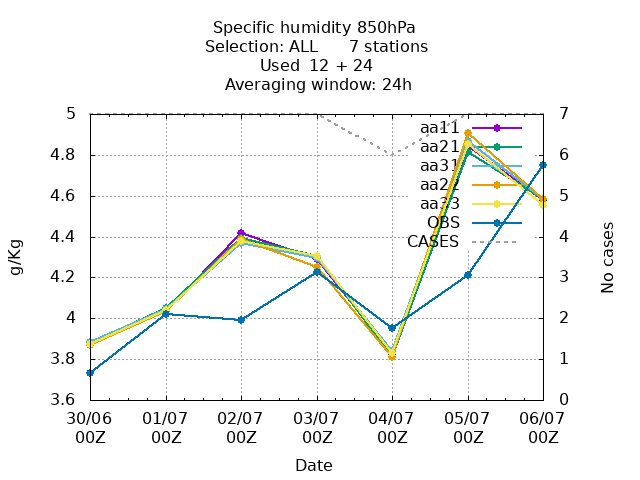 Specific humidity 850hPa
Selection: ALL 7 stations
Used 12 + 24
Averaging window: 24h
5
4.8
4.6
4.4
4.2
4
3.8
3.6
g/Kg
7
6
5
4
3
2
1
0
No cases
aa11
aa21
aa31
aa22
aa33
OBS
CASES
30/06 01/07 02/07 03/07 04/07 05/07 06/07
00Z 00Z 00Z 00Z 00Z 00Z 00Z
Date